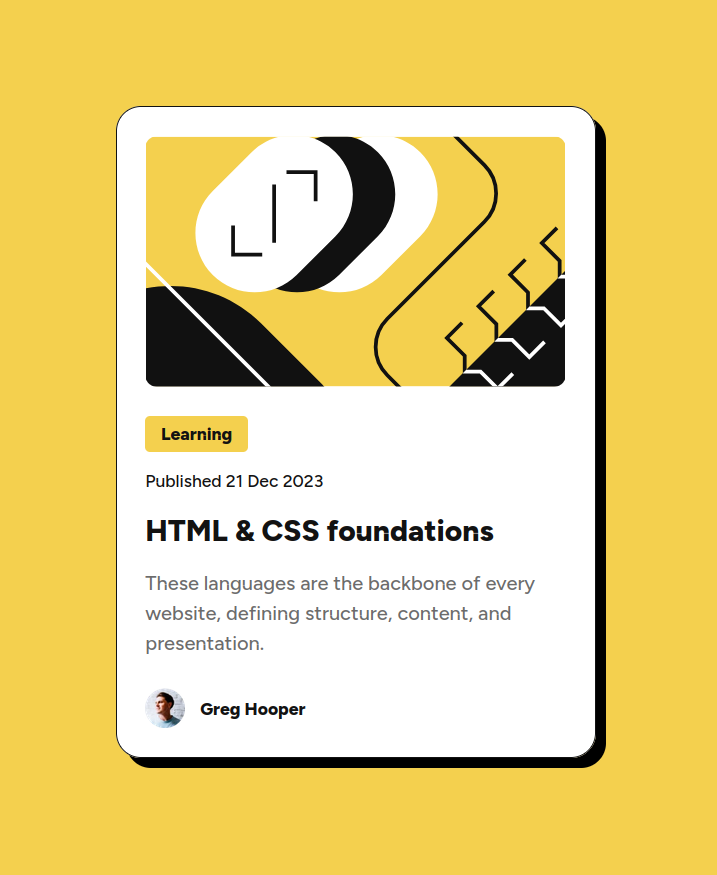 Learning
Published 21 Dec 2023
HTML & CSS foundations
These languages are the backbone of every
website, defining structure, content, and
presentation.
Greg Hooper